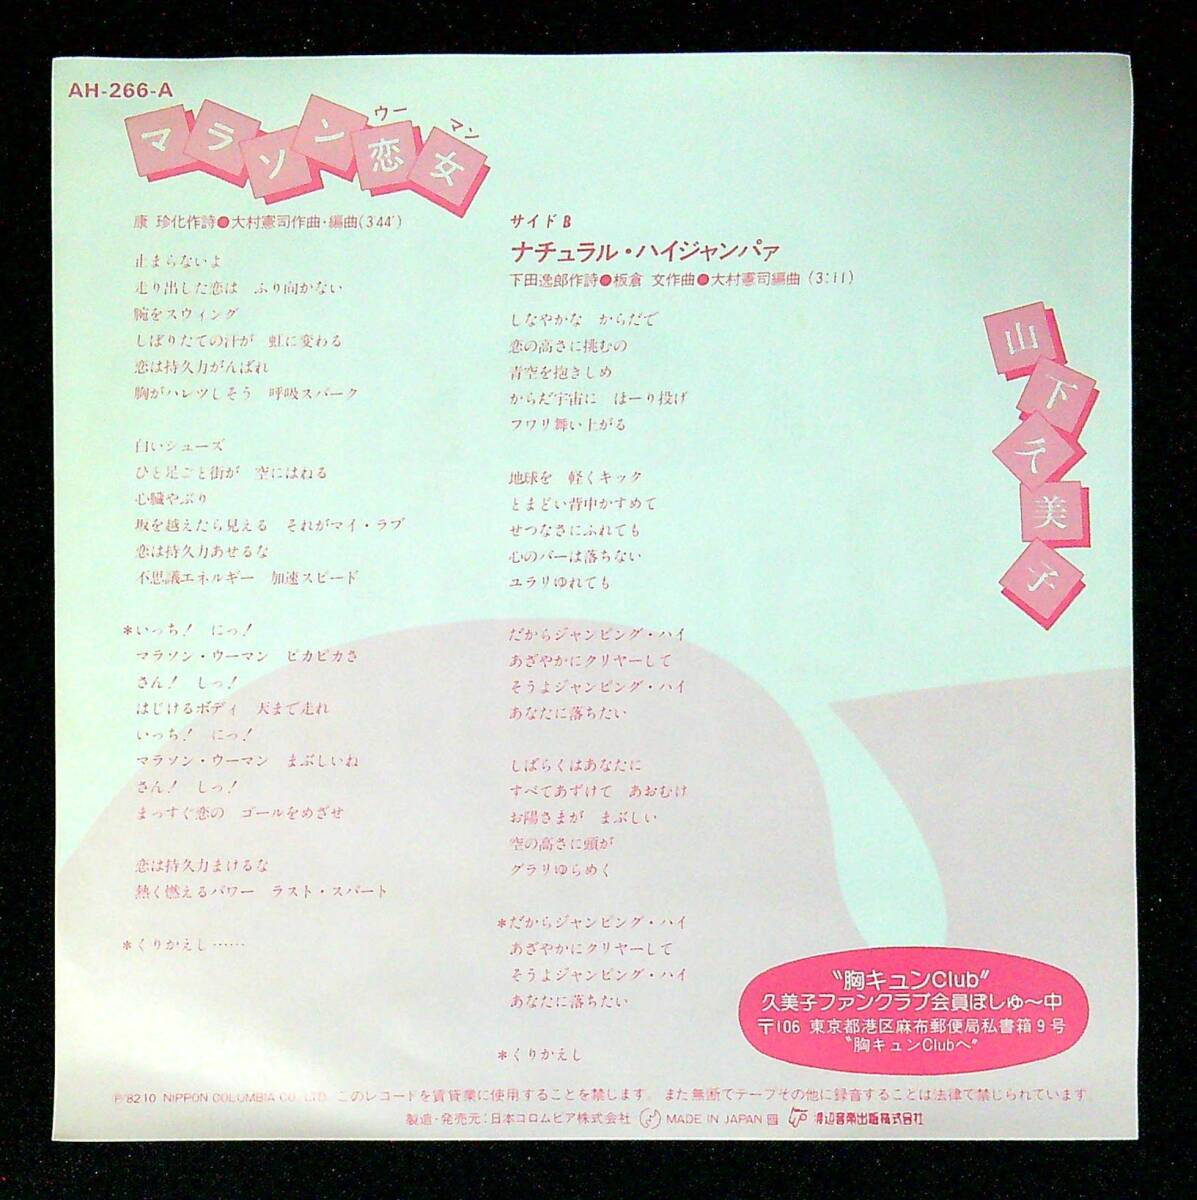 AH-266-A
ウー マン
マラソン恋女
康 珍化作詩●大村憲司作曲・編曲(3'44")
止まらないよ
走り出した恋は ふり向かない
腕をスウィング
しぼりたての汗が 虹に変わる
恋は持久力がんばれ
胸がハレツしそう 呼吸スパーク
白いシューズ
ひと足ごと街が 空にはねる
心臓やぶり
坂を越えたら見える それがマイ・ラブ
恋は持久力あせるな
不思議エネルギー 加速スピード
*いっち! にっ!
マラソン・ウーマン ピカピカさ
さん! しっ!
はじけるボディ 天まで走れ
いっち! にっ!
マラソン・ウーマン まぶしいね
さん! しっ!
まっすぐ恋の ゴールをめざせ
恋は持久力まけるな
熱く燃えるパワー ラスト・スパート
*くりかえし……
サイドB
ナチュラル・ハイジャンパァ
下田逸郎作詩●板倉 文作曲●大村憲司編曲 (3:11)
しなやかな からだで
恋の高さに挑むの
青空を抱きしめ
からだ宇宙に ほーり投げ
フワリ舞い上がる
地球を 軽くキック
とまどい背中かすめて
せつなさにふれても
心のバーは落ちない
ユラリゆれても
だからジャンピング・ハイ
あざやかにクリヤーして
そうよジャンピング・ハイ
あなたに落ちたい
しばらくはあなたに
すべてあずけて あおむけ
お陽さまが まぶしい
空の高さに頭が
グラリゆらめく
*だからジャンピング・ハイ
あざやかにクリヤーして
そうよジャンピング・ハイ
あなたに落ちたい
*くりかえし
山下久美子
"胸キュンClub"
久美子ファンクラブ会員ぼしゅ〜中
〒106 東京都港区麻布郵便局私書箱9号
"胸キュンClubへ"
Ⓟ'82.10 NIPPON COLUMBIA CO., LTD. このレコードを賃貸業に使用することを禁じます。また無断でテープその他に録音することは法律で禁じられています。
製造・発売元:日本コロムビア株式会社 MADE IN JAPAN 渡辺音楽出版株式会社